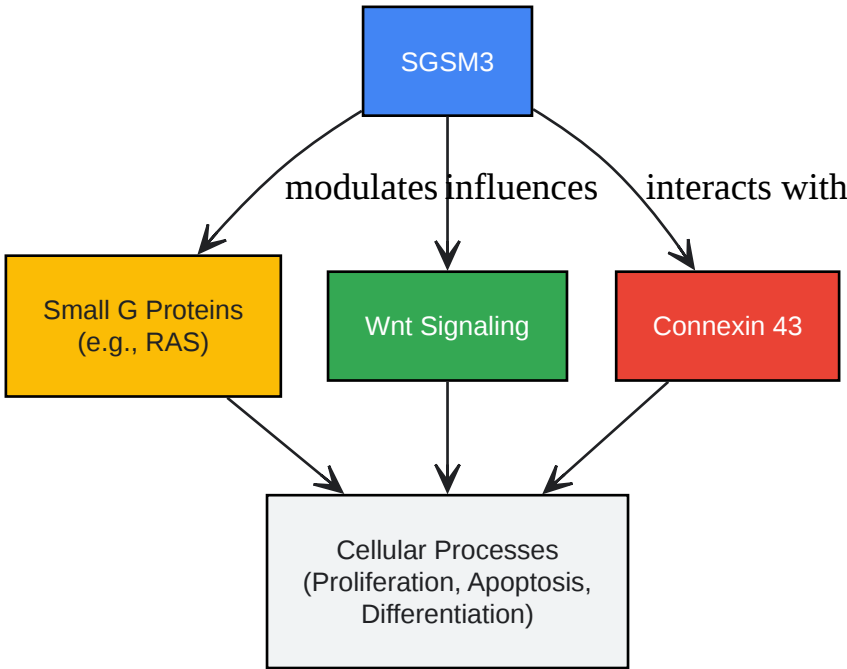 SGSM3
modulates
influences
interacts with
Small G Proteins
(e.g., RAS)
Wnt Signaling
Connexin 43
Cellular Processes
(Proliferation, Apoptosis,
Differentiation)